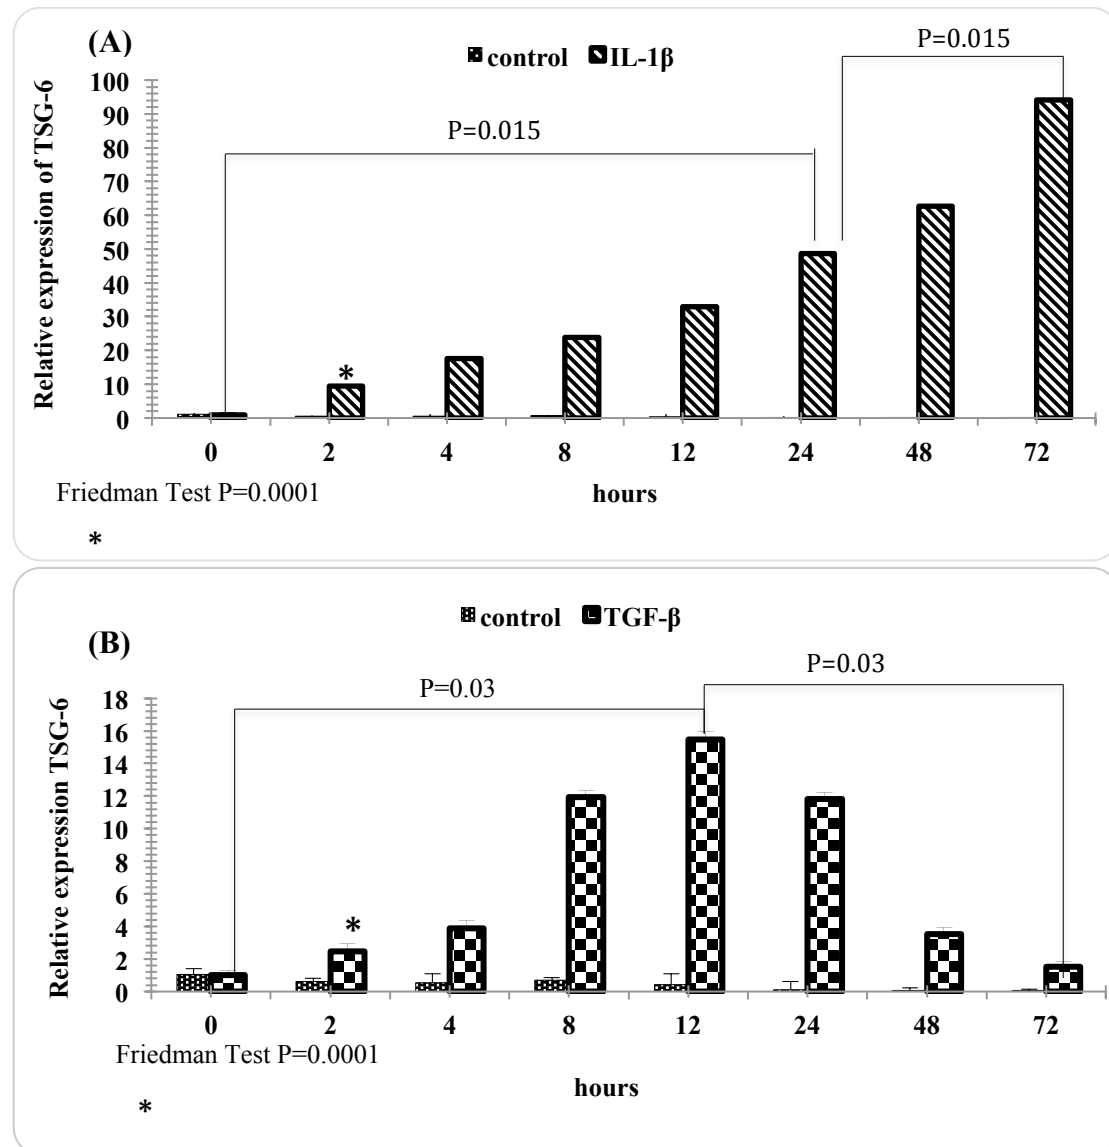 (A)
control IL-1β
P=0.015
P=0.015
Relative expression of TSG-6
100
90
80
70
60
50
40
30
20
10
0
*
0 2 4 8 12 24 48 72
Friedman Test P=0.0001
hours
*
(B)
control TGF-β
P=0.03
P=0.03
Relative expression TSG-6
18
16
14
12
10
8
6
4
2
0
*
0 2 4 8 12 24 48 72
Friedman Test P=0.0001
hours
*